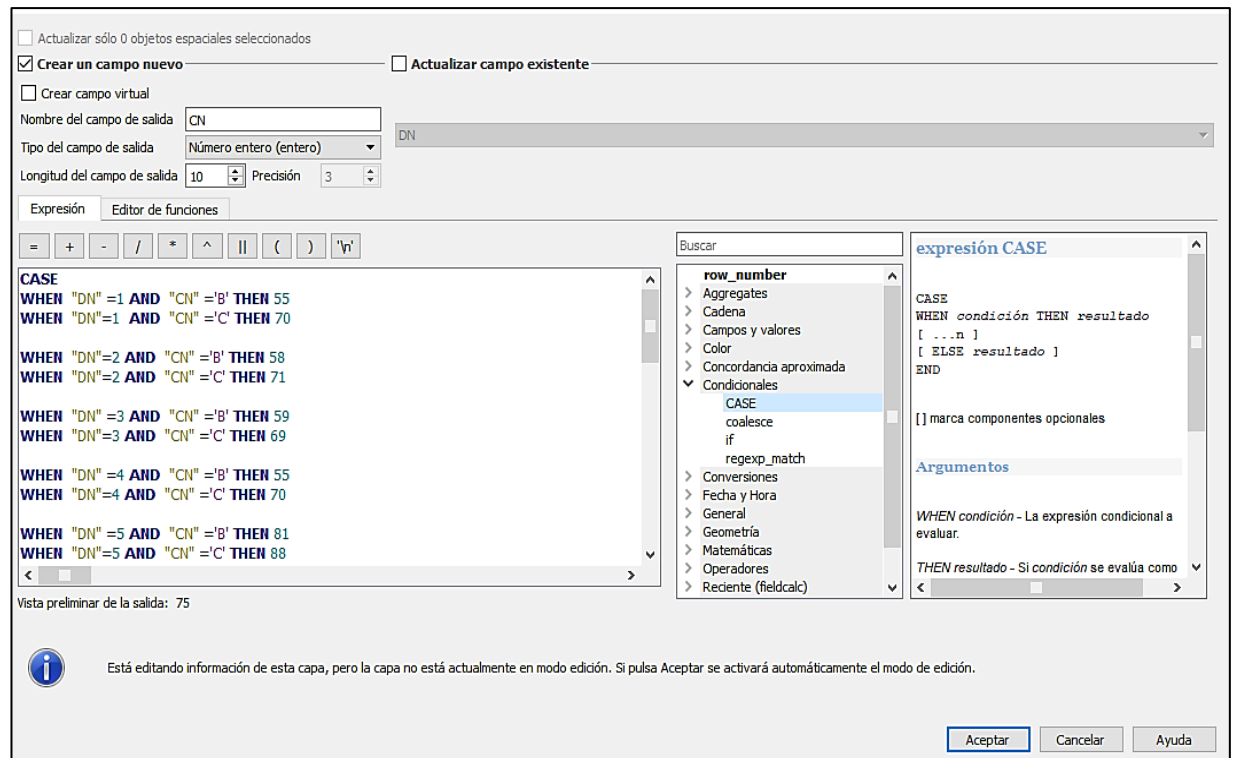 Actualizar sólo 0 objetos espaciales seleccionados
Crear un campo nuevo
Actualizar campo existente
Crear campo virtual
Nombre del campo de salida CN
DN
Tipo del campo de salida Número entero (entero)
Longitud del campo de salida 10 Precisión 3
Expresión Editor de funciones
= + - / * ^ || ( ) '\n'
CASE
WHEN "DN" =1 AND "CN" ='B' THEN 55
WHEN "DN"=1 AND "CN" ='C' THEN 70
WHEN "DN"=2 AND "CN" ='B' THEN 58
WHEN "DN"=2 AND "CN" ='C' THEN 71
WHEN "DN" =3 AND "CN" ='B' THEN 59
WHEN "DN"=3 AND "CN" ='C' THEN 69
WHEN "DN" =4 AND "CN" ='B' THEN 55
WHEN "DN"=4 AND "CN" ='C' THEN 70
WHEN "DN" =5 AND "CN" ='B' THEN 81
WHEN "DN"=5 AND "CN" ='C' THEN 88
Buscar
row_number
Aggregates
Cadena
Campos y valores
Color
Concordancia aproximada
Condicionales
CASE
coalesce
if
regexp_match
Conversiones
Fecha y Hora
General
Geometría
Matemáticas
Operadores
Reciente (fieldcalc)
expresión CASE
CASE
WHEN condición THEN resultado
[ ...n ]
[ ELSE resultado ]
END
[ ] marca componentes opcionales
Argumentos
WHEN condición - La expresión condicional a
evaluar.
THEN resultado - Si condición se evalúa como
Vista preliminar de la salida: 75
Está editando información de esta capa, pero la capa no está actualmente en modo edición. Si pulsa Aceptar se activará automáticamente el modo de edición.
Aceptar Cancelar Ayuda